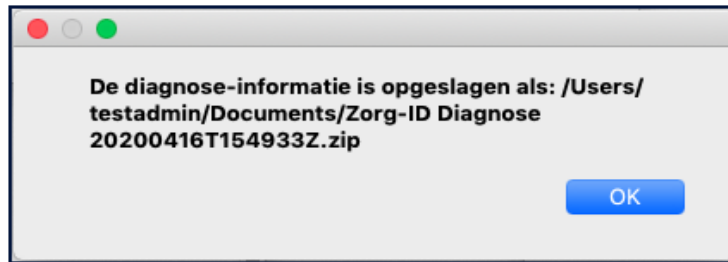 De diagnose-informatie is opgeslagen als: /Users/
testadmin/Documents/Zorg-ID Diagnose
20200416T154933Z.zip
OK